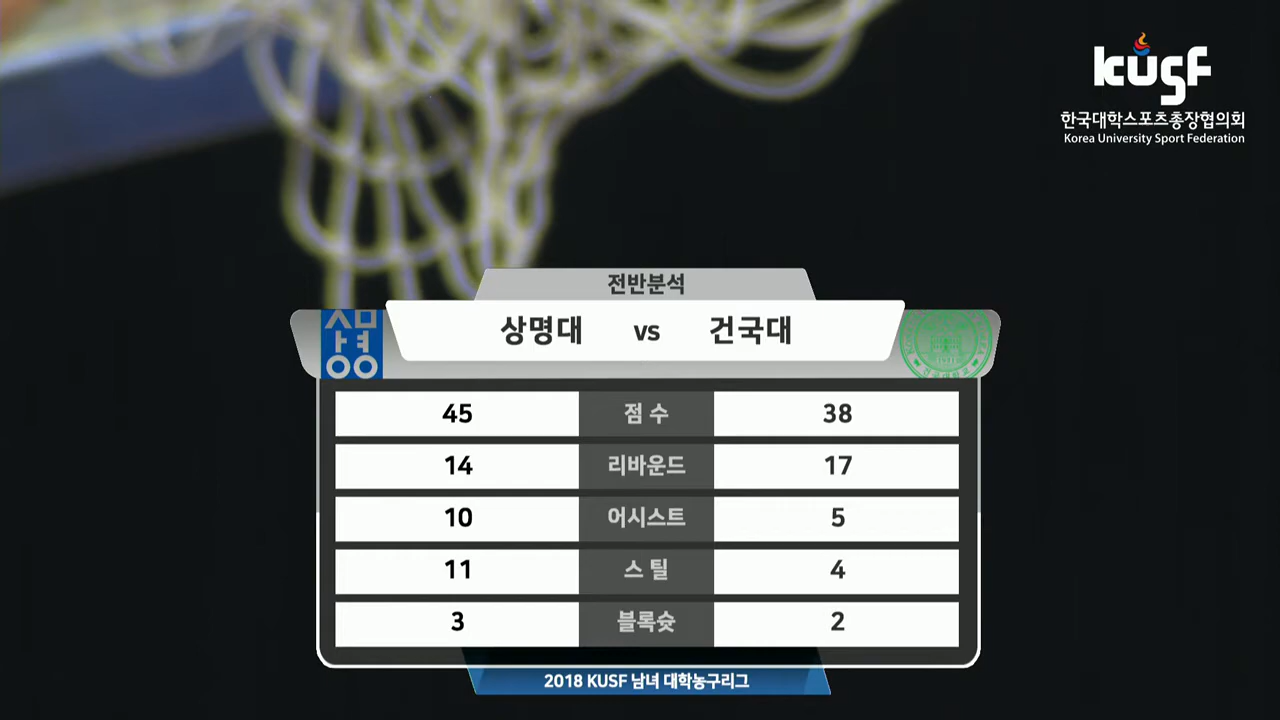 kusf
한국대학스포츠총장협의회
Korea University Sport Federation
전반분석
상명대 vs 건국대
상명
45 점 수 38
14 리바운드 17
10 어시스트 5
11 스 틸 4
3 블록슛 2
2018 KUSF 남녀 대학농구리그